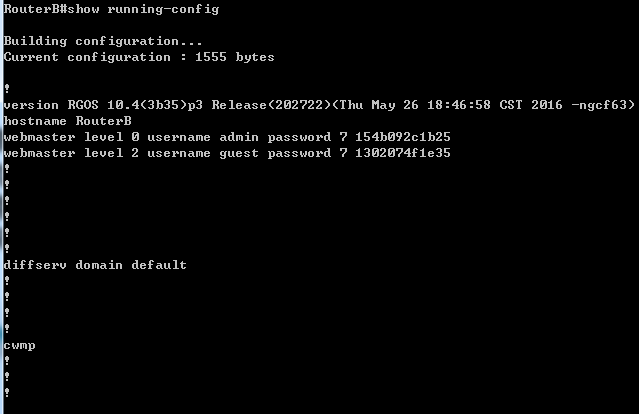 RouterB#show running-config
Building configuration...
Current configuration : 1555 bytes
!
version RGOS 10.4(3b35)p3 Release(202722)(Thu May 26 18:46:58 CST 2016 -ngcf63)
hostname RouterB
webmaster level 0 username admin password 7 154b092c1b25
webmaster level 2 username guest password 7 1302074f1e35
!
!
!
!
!
!
diffserv domain default
!
!
!
!
cwmp
!
!
!